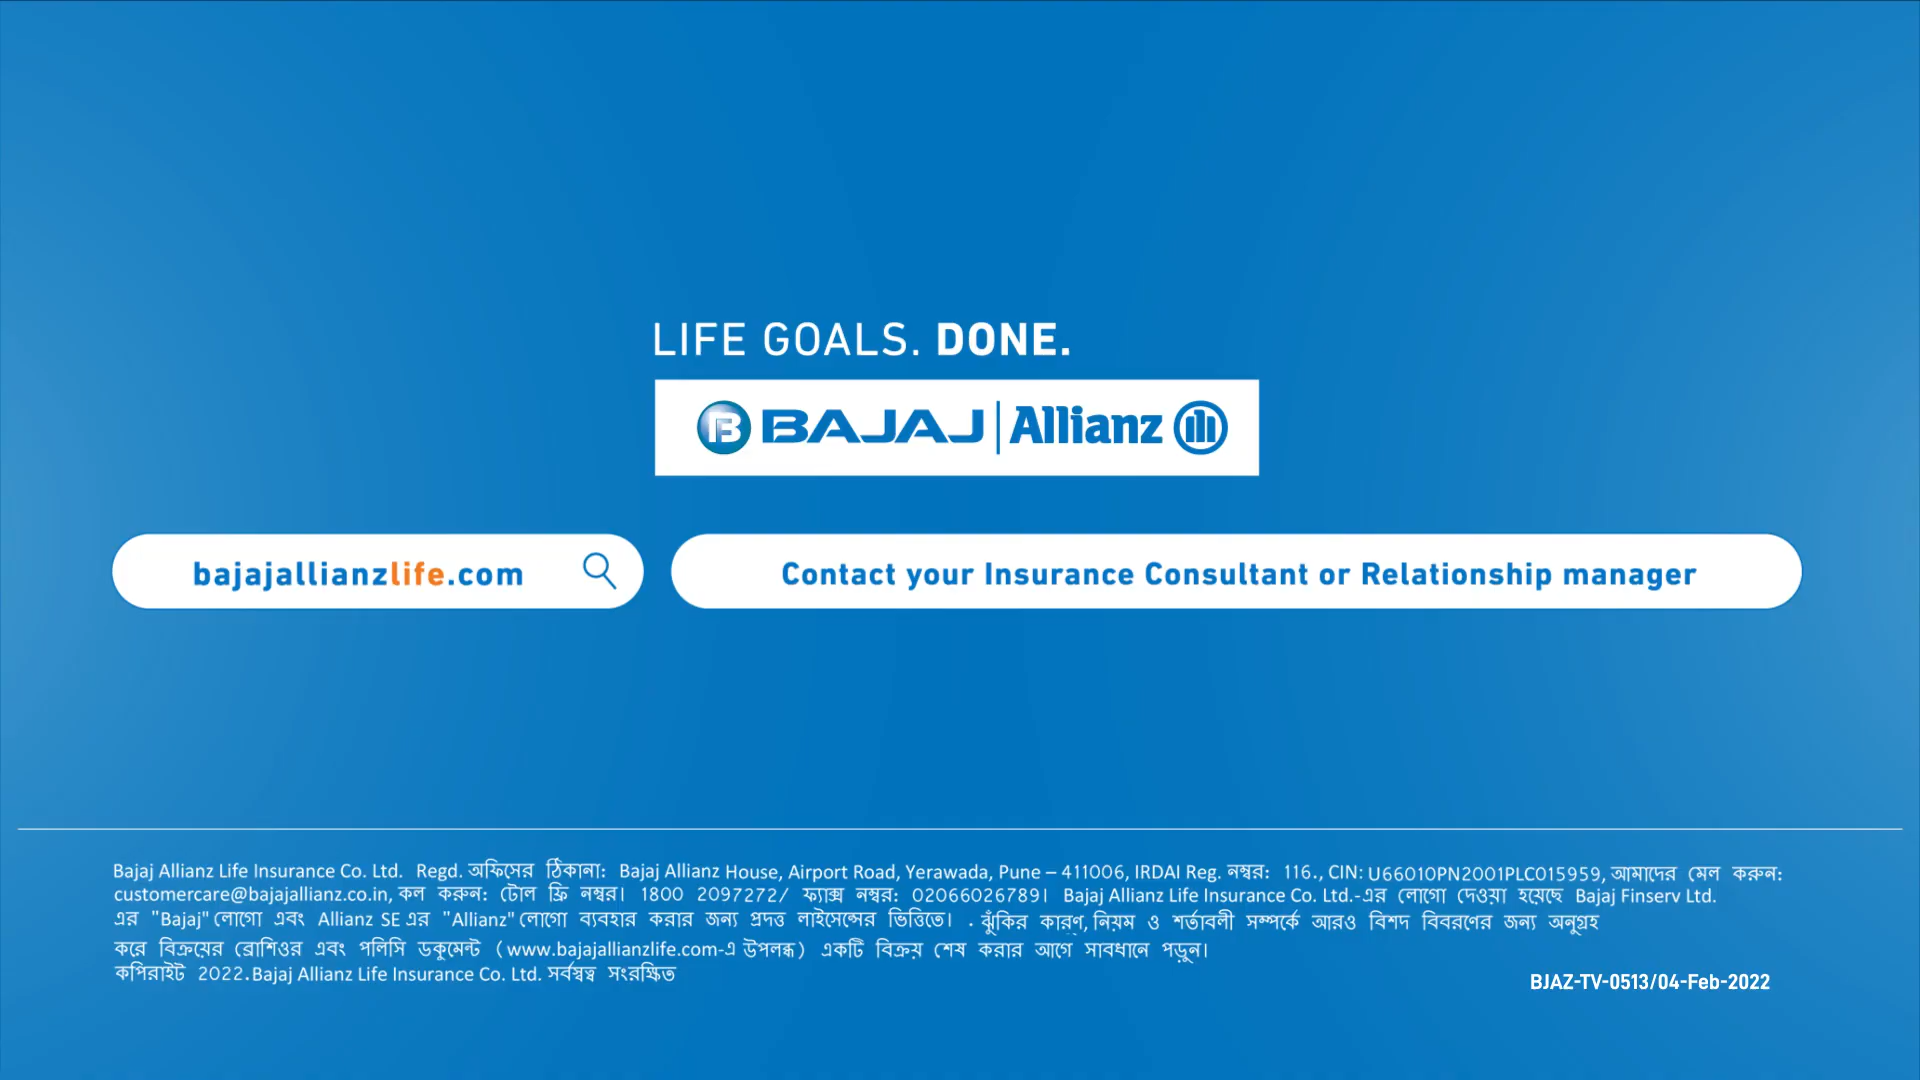 LIFE GOALS. DONE.
BAJAJ | Allianz
bajajallianzlife.com
Contact your Insurance Consultant or Relationship manager
Bajaj Allianz Life Insurance Co. Ltd. Regd. অফিসের ঠিকানা: Bajaj Allianz House, Airport Road, Yerawada, Pune – 411006, IRDAI Reg. নম্বর: 116., CIN: U66010PN2001PLC015959, আমাদের মেল করুন:
customercare@bajajallianz.co.in, কল করুন: টোল ফ্রি নম্বর। 1800 2097272/ ফ্যাক্স নম্বর: 02066026789। Bajaj Allianz Life Insurance Co. Ltd.-এর লোগো দেওয়া হয়েছে Bajaj Finserv Ltd.
এর "Bajaj" লোগো এবং Allianz SE এর "Allianz" লোগো ব্যবহার করার জন্য প্রদত্ত লাইসেন্সের ভিত্তিতে। . ঝুঁকির কারণ, নিয়ম ও শর্তাবলী সম্পর্কে আরও বিশদ বিবরণের জন্য অনুগ্রহ
করে বিক্রয়ের ব্রোশিওর এবং পলিসি ডকুমেন্ট (www.bajajallianzlife.com-এ উপলব্ধ) একটি বিক্রয় শেষ করার আগে সাবধানে পড়ুন।
কপিরাইট 2022. Bajaj Allianz Life Insurance Co. Ltd. সর্বস্বত্ব সংরক্ষিত
BJAZ-TV-0513/04-Feb-2022